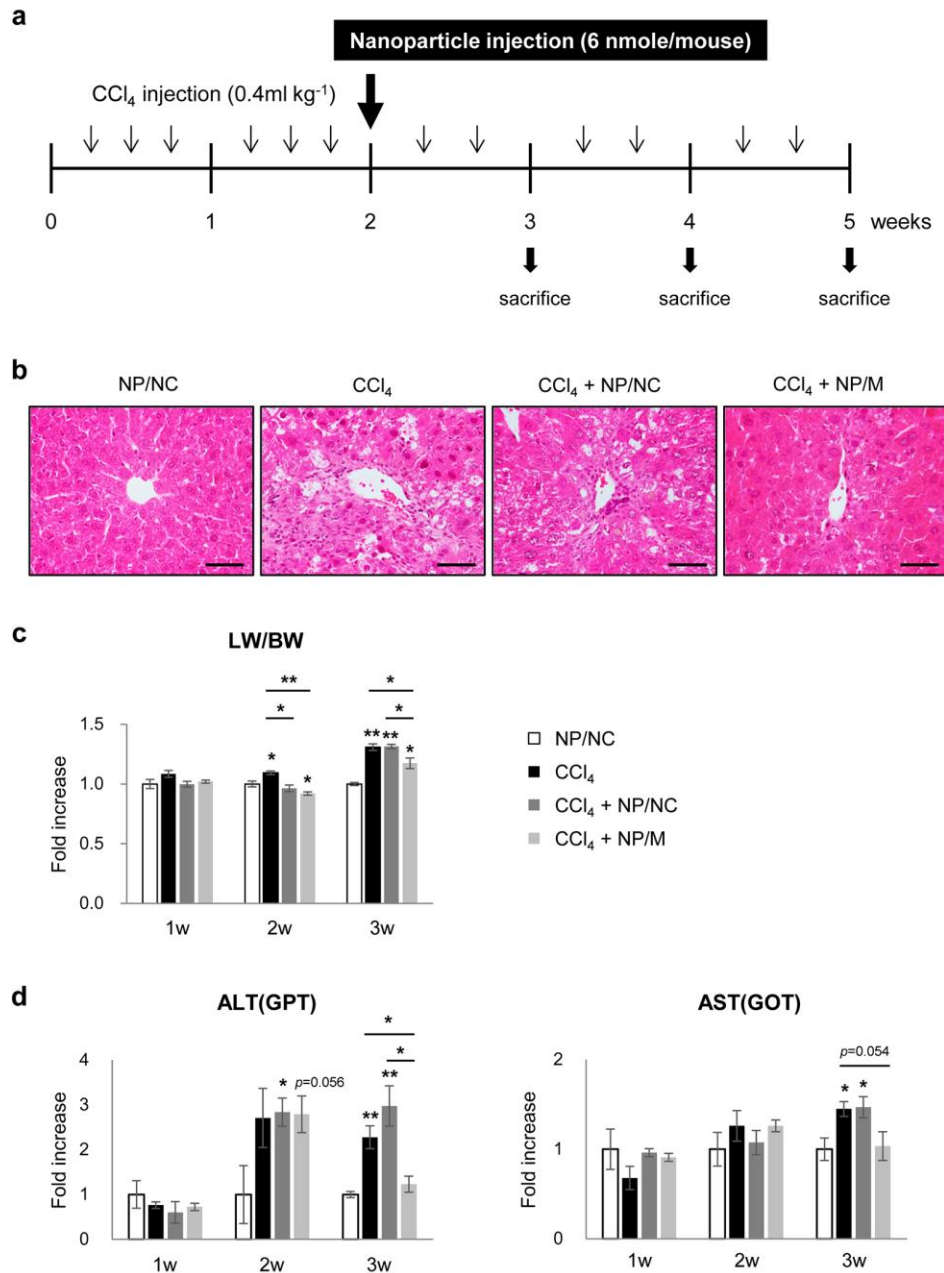 a
Nanoparticle injection (6 nmole/mouse)
CCl₄ injection (0.4ml kg⁻¹)
0 1 2 3 4 5 weeks
sacrifice sacrifice sacrifice
b
NP/NC CCl₄ CCl₄ + NP/NC CCl₄ + NP/M
c
LW/BW
** *
* *
** ** *
* *
Fold increase
1.5
1.0
0.5
0.0
1w 2w 3w
NP/NC
CCl₄
CCl₄ + NP/NC
CCl₄ + NP/M
d
ALT(GPT)
*
*
* p=0.056 ** **
Fold increase
4
3
2
1
0
1w 2w 3w
AST(GOT)
p=0.054
* *
Fold increase
2
1
0
1w 2w 3w